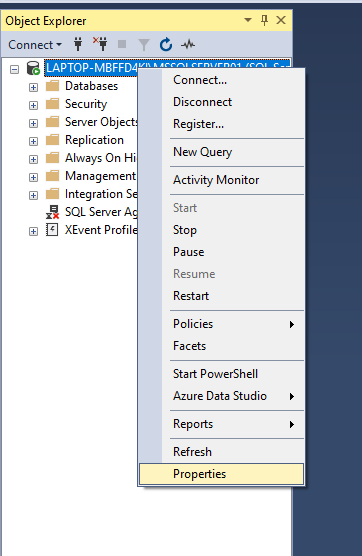 Object Explorer
Connect
LAPTOP-MBFFD4KI\MSSQLSERVER01 (SQL Ser
Databases
Security
Server Objects
Replication
Always On Hi
Management
Integration Se
SQL Server Ag
XEvent Profile
Connect...
Disconnect
Register...
New Query
Activity Monitor
Start
Stop
Pause
Resume
Restart
Policies
Facets
Start PowerShell
Azure Data Studio
Reports
Refresh
Properties